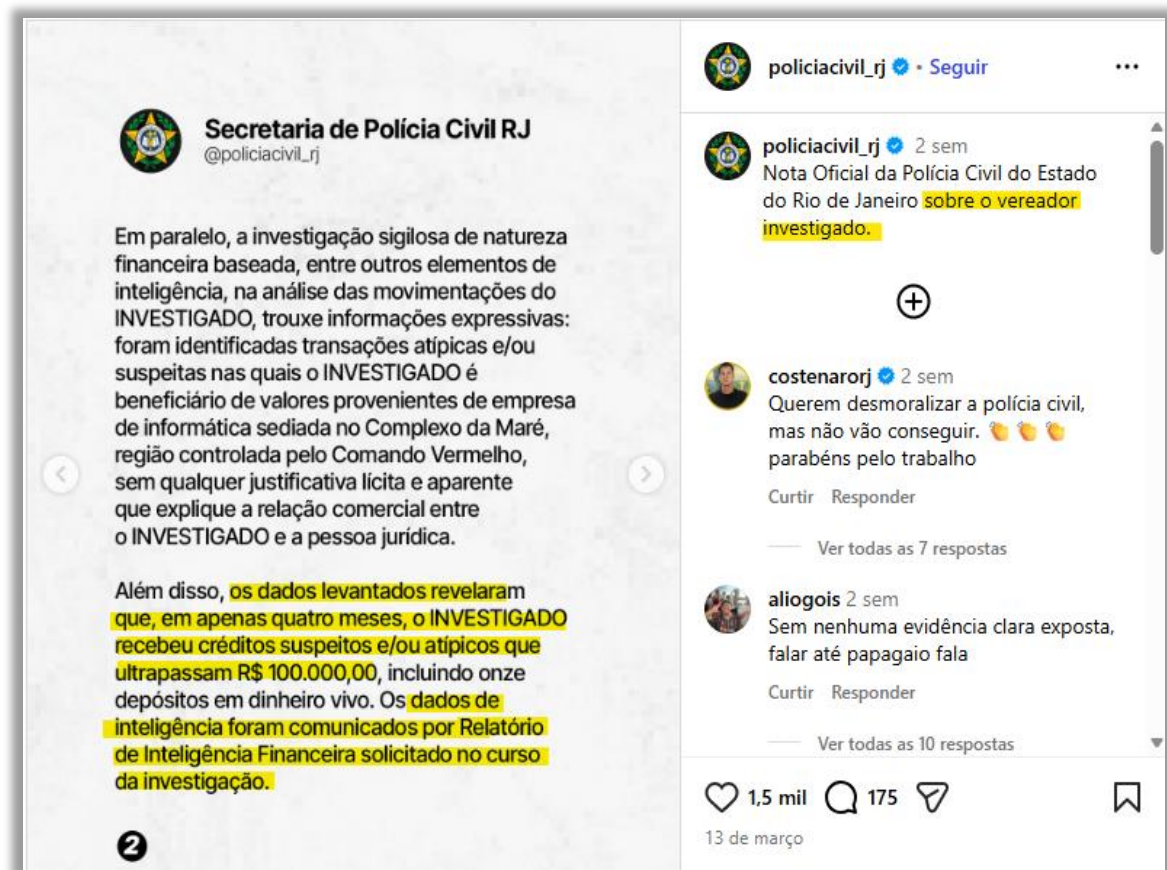 Secretaria de Polícia Civil RJ
@policiacivil_rj
Em paralelo, a investigação sigilosa de natureza
financeira baseada, entre outros elementos de
inteligência, na análise das movimentações do
INVESTIGADO, trouxe informações expressivas:
foram identificadas transações atípicas e/ou
suspeitas nas quais o INVESTIGADO é
beneficiário de valores provenientes de empresa
de informática sediada no Complexo da Maré,
região controlada pelo Comando Vermelho,
sem qualquer justificativa lícita e aparente
que explique a relação comercial entre
o INVESTIGADO e a pessoa jurídica.
Além disso, os dados levantados revelaram
que, em apenas quatro meses, o INVESTIGADO
recebeu créditos suspeitos e/ou atípicos que
ultrapassam R$ 100.000,00, incluindo onze
depósitos em dinheiro vivo. Os dados de
inteligência foram comunicados por Relatório
de Inteligência Financeira solicitado no curso
da investigação.
2
policiacivil_rj • Seguir
policiacivil_rj 2 sem
Nota Oficial da Polícia Civil do Estado
do Rio de Janeiro sobre o vereador
investigado.
costenarorj 2 sem
Querem desmoralizar a polícia civil,
mas não vão conseguir. 👏 👏 👏
parabéns pelo trabalho
Curtir Responder
Ver todas as 7 respostas
aliogois 2 sem
Sem nenhuma evidência clara exposta,
falar até papagaio fala
Curtir Responder
Ver todas as 10 respostas
1,5 mil 175
13 de março